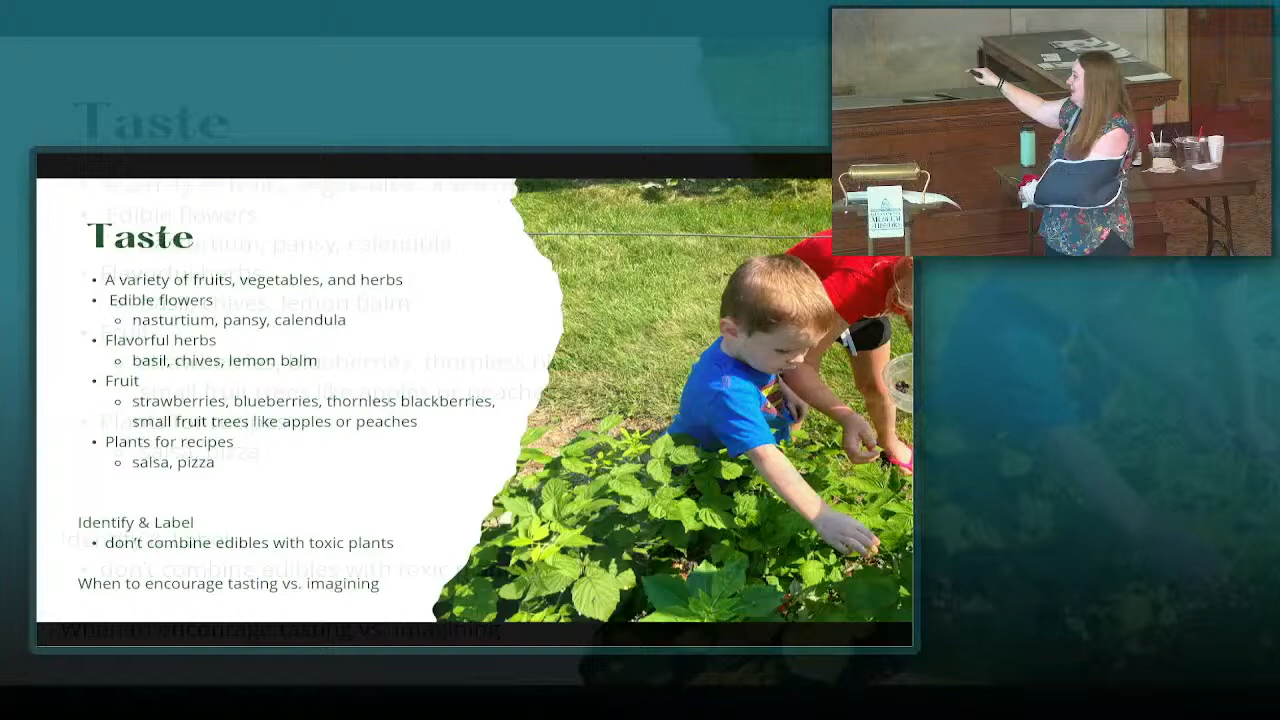 Taste
• A variety of fruits, vegetables, and herbs
• Edible flowers
○ nasturtium, pansy, calendula
• Flavorful herbs
○ basil, chives, lemon balm
• Fruit
○ strawberries, blueberries, thornless blackberries,
small fruit trees like apples or peaches
• Plants for recipes
○ salsa, pizza
Identify & Label
• don't combine edibles with toxic plants
When to encourage tasting vs. imagining
MUSEUM
HISTORY